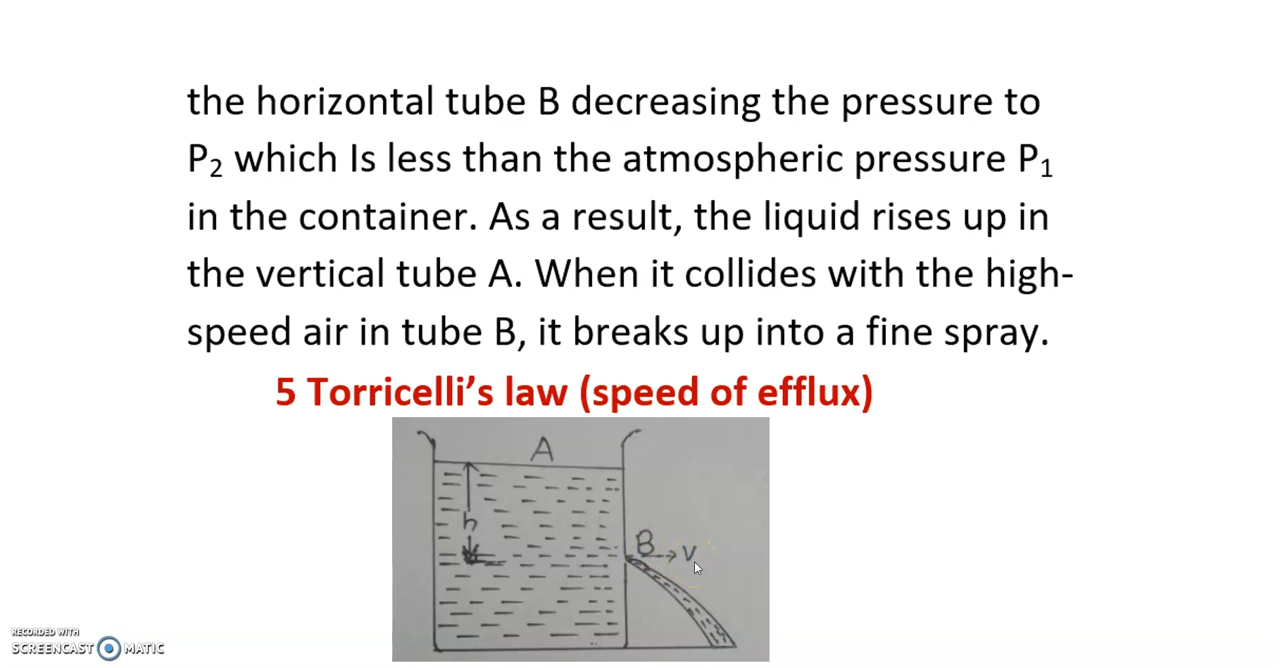 the horizontal tube B decreasing the pressure to
P₂ which Is less than the atmospheric pressure P₁
in the container. As a result, the liquid rises up in
the vertical tube A. When it collides with the high-
speed air in tube B, it breaks up into a fine spray.
5 Torricelli’s law (speed of efflux)
A
h
B
v
RECORDED WITH
SCREENCAST MATIC